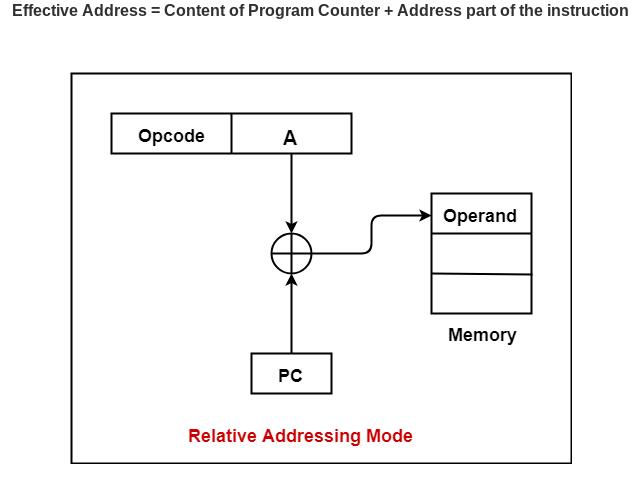 Effective Address = Content of Program Counter + Address part of the instruction
Opcode
A
Operand
Memory
PC
Relative Addressing Mode